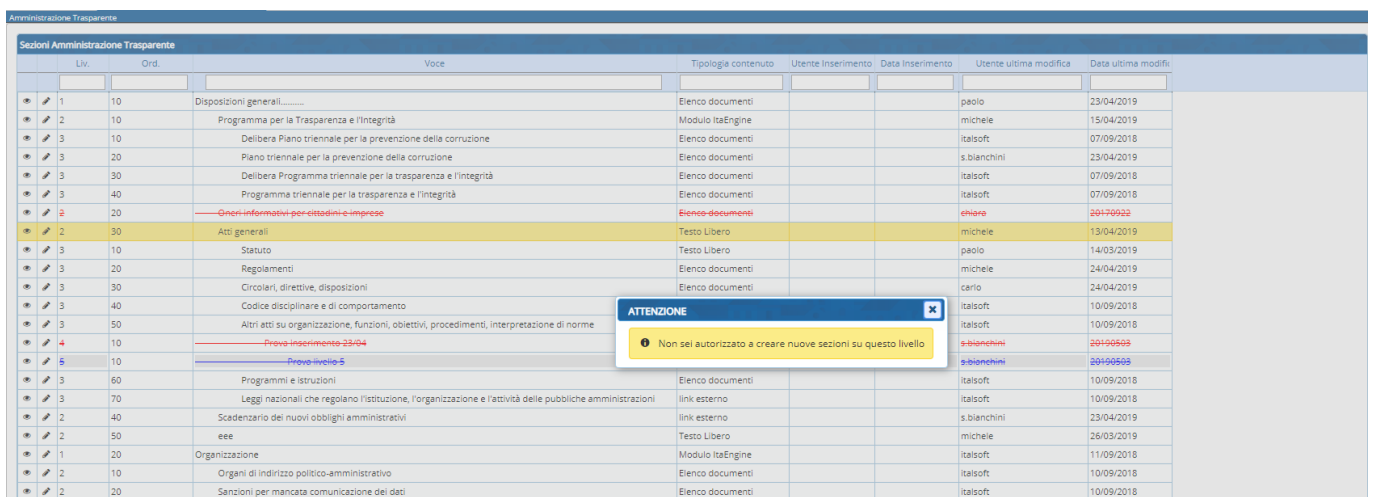 Amministrazione Trasparente
Sezioni Amministrazione Trasparente
Liv. Ord. Voce Tipologia contenuto Utente Inserimento Data Inserimento Utente ultima modifica Data ultima modific
1 10 Disposizioni generali.......... Elenco documenti paolo 23/04/2019
2 10 Programma per la Trasparenza e l'Integrità Modulo ItaEngine michele 15/04/2019
3 10 Delibera Piano triennale per la prevenzione della corruzione Elenco documenti italsoft 07/09/2018
3 20 Piano triennale per la prevenzione della corruzione Elenco documenti s.bianchini 23/04/2019
3 30 Delibera Programma triennale per la trasparenza e l'integrità Elenco documenti italsoft 07/09/2018
3 40 Programma triennale per la trasparenza e l'integrità Elenco documenti italsoft 07/09/2018
2 20 Oneri informativi per cittadini e imprese Elenco documenti chiara 20170922
2 30 Atti generali Testo Libero michele 13/04/2019
3 10 Statuto Testo Libero paolo 14/03/2019
3 20 Regolamenti Elenco documenti michele 24/04/2019
3 30 Circolari, direttive, disposizioni Elenco documenti carlo 24/04/2019
3 40 Codice disciplinare e di comportamento italsoft 10/09/2018
ATTENZIONE
3 50 Altri atti su organizzazione, funzioni, obiettivi, procedimenti, interpretazione di norme italsoft 10/09/2018
4 10 Prova inserimento 23/04 s.bianchini 20190503
Non sei autorizzato a creare nuove sezioni su questo livello
5 10 Prova livello 5 s.bianchini 20190503
3 60 Programmi e istruzioni Elenco documenti italsoft 10/09/2018
3 70 Leggi nazionali che regolano l'istituzione, l'organizzazione e l'attività delle pubbliche amministrazioni link esterno italsoft 10/09/2018
2 40 Scadenzario dei nuovi obblighi amministrativi link esterno s.bianchini 23/04/2019
2 50 eee Testo Libero michele 26/03/2019
1 20 Organizzazione Modulo ItaEngine italsoft 11/09/2018
2 10 Organi di indirizzo politico-amministrativo Elenco documenti italsoft 10/09/2018
2 20 Sanzioni per mancata comunicazione dei dati Elenco documenti italsoft 10/09/2018